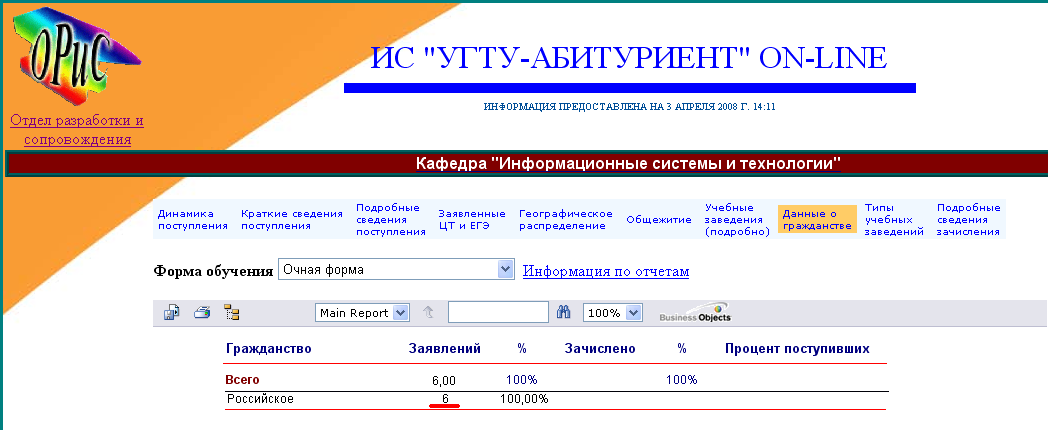 ОРиС
ИС "УГТУ-АБИТУРИЕНТ" ON-LINE
ИНФОРМАЦИЯ ПРЕДОСТАВЛЕНА НА 3 АПРЕЛЯ 2008 Г. 14:11
Отдел разработки и
сопровождения
Кафедра "Информационные системы и технологии"
Динамика
поступления
Краткие сведения
поступления
Подробные
сведения
поступления
Заявленные
ЦТ и ЕГЭ
Географическое
распределение
Общежитие
Учебные
заведения
(подробно)
Данные о
гражданстве
Типы
учебных
заведений
Подробные
сведения
зачисления
Форма обучения Очная форма Информация по отчетам
Main Report 100% Business Objects
Гражданство Заявлений % Зачислено % Процент поступивших
Всего 6,00 100% 100%
Российское 6 100,00%